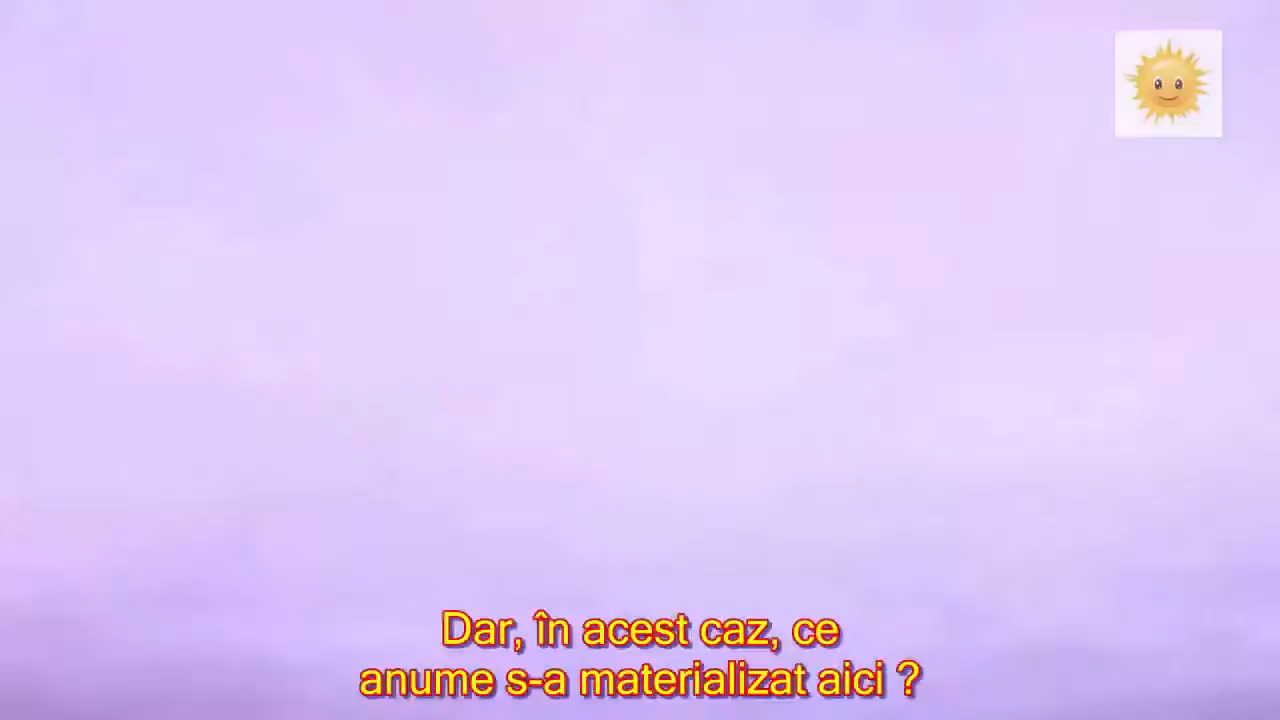 Dar, în acest caz, ce
anume s-a materializat aici ?